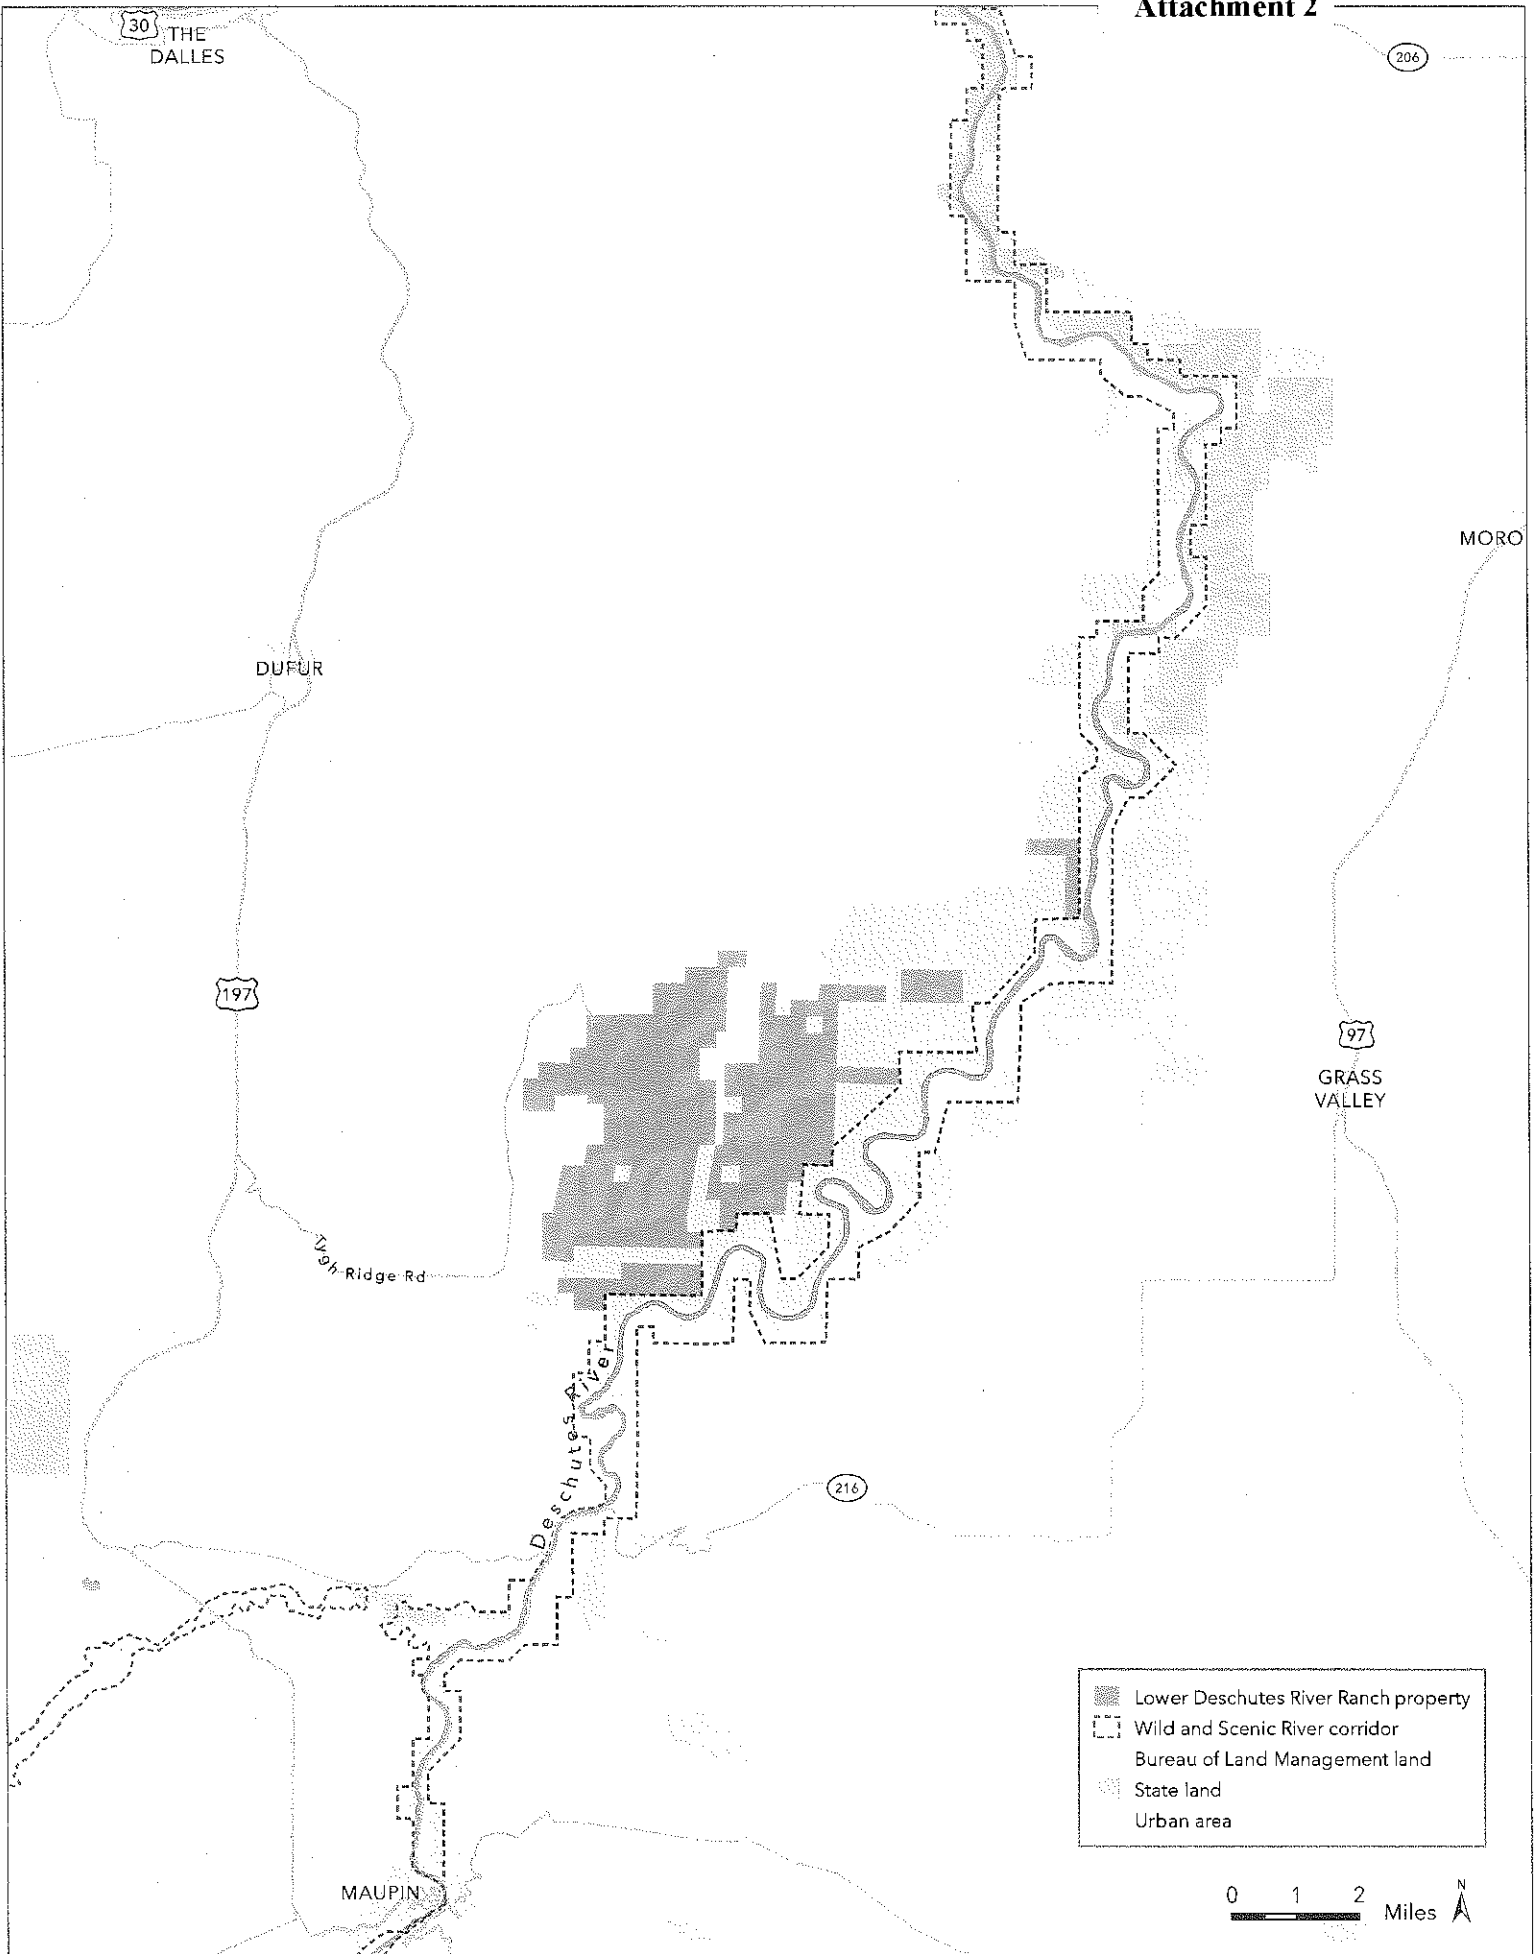 Attachment 2
30
THE
DALLES
206
MORO
DUFUR
197
97
GRASS
VALLEY
Tygh Ridge Rd
Deschutes River
216
Lower Deschutes River Ranch property
Wild and Scenic River corridor
Bureau of Land Management land
State land
Urban area
MAUPIN
0 1 2 Miles
N